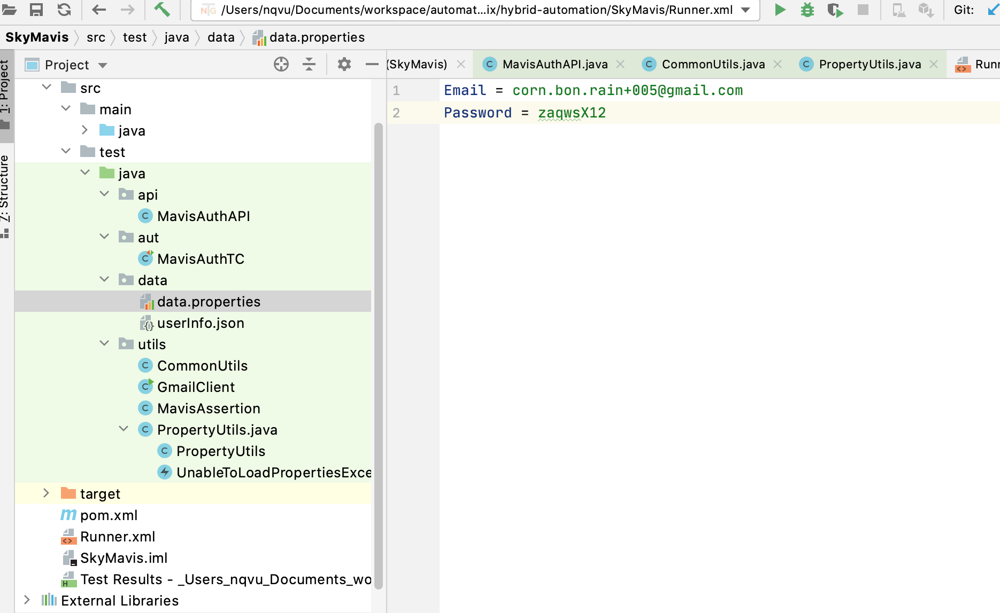 /Users/nqvu/Documents/workspace/automat...ix/hybrid-automation/SkyMavis/Runner.xml
Git:
SkyMavis src test java data data.properties
1: Project
7: Structure
Project
(SkyMavis)
MavisAuthAPI.java
CommonUtils.java
PropertyUtils.java
Runn
src
main
java
test
java
api
MavisAuthAPI
aut
MavisAuthTC
data
data.properties
userInfo.json
utils
CommonUtils
GmailClient
MavisAssertion
PropertyUtils.java
PropertyUtils
UnableToLoadPropertiesExce
target
pom.xml
Runner.xml
SkyMavis.iml
Test Results - _Users_nqvu_Documents_wo
External Libraries
1 Email = corn.bon.rain+005@gmail.com
2 Password = zaqwsX12